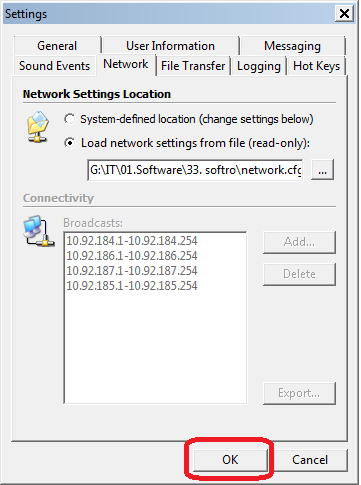 Settings
General User Information Messaging
Sound Events Network File Transfer Logging Hot Keys
Network Settings Location
System-defined location (change settings below)
Load network settings from file (read-only):
G:\IT\01.Software\33. softro\network.cfg ...
Connectivity
Broadcasts:
10.92.184.1-10.92.184.254
10.92.186.1-10.92.186.254
10.92.187.1-10.92.187.254
10.92.185.1-10.92.185.254
Add...
Delete
Export...
OK Cancel